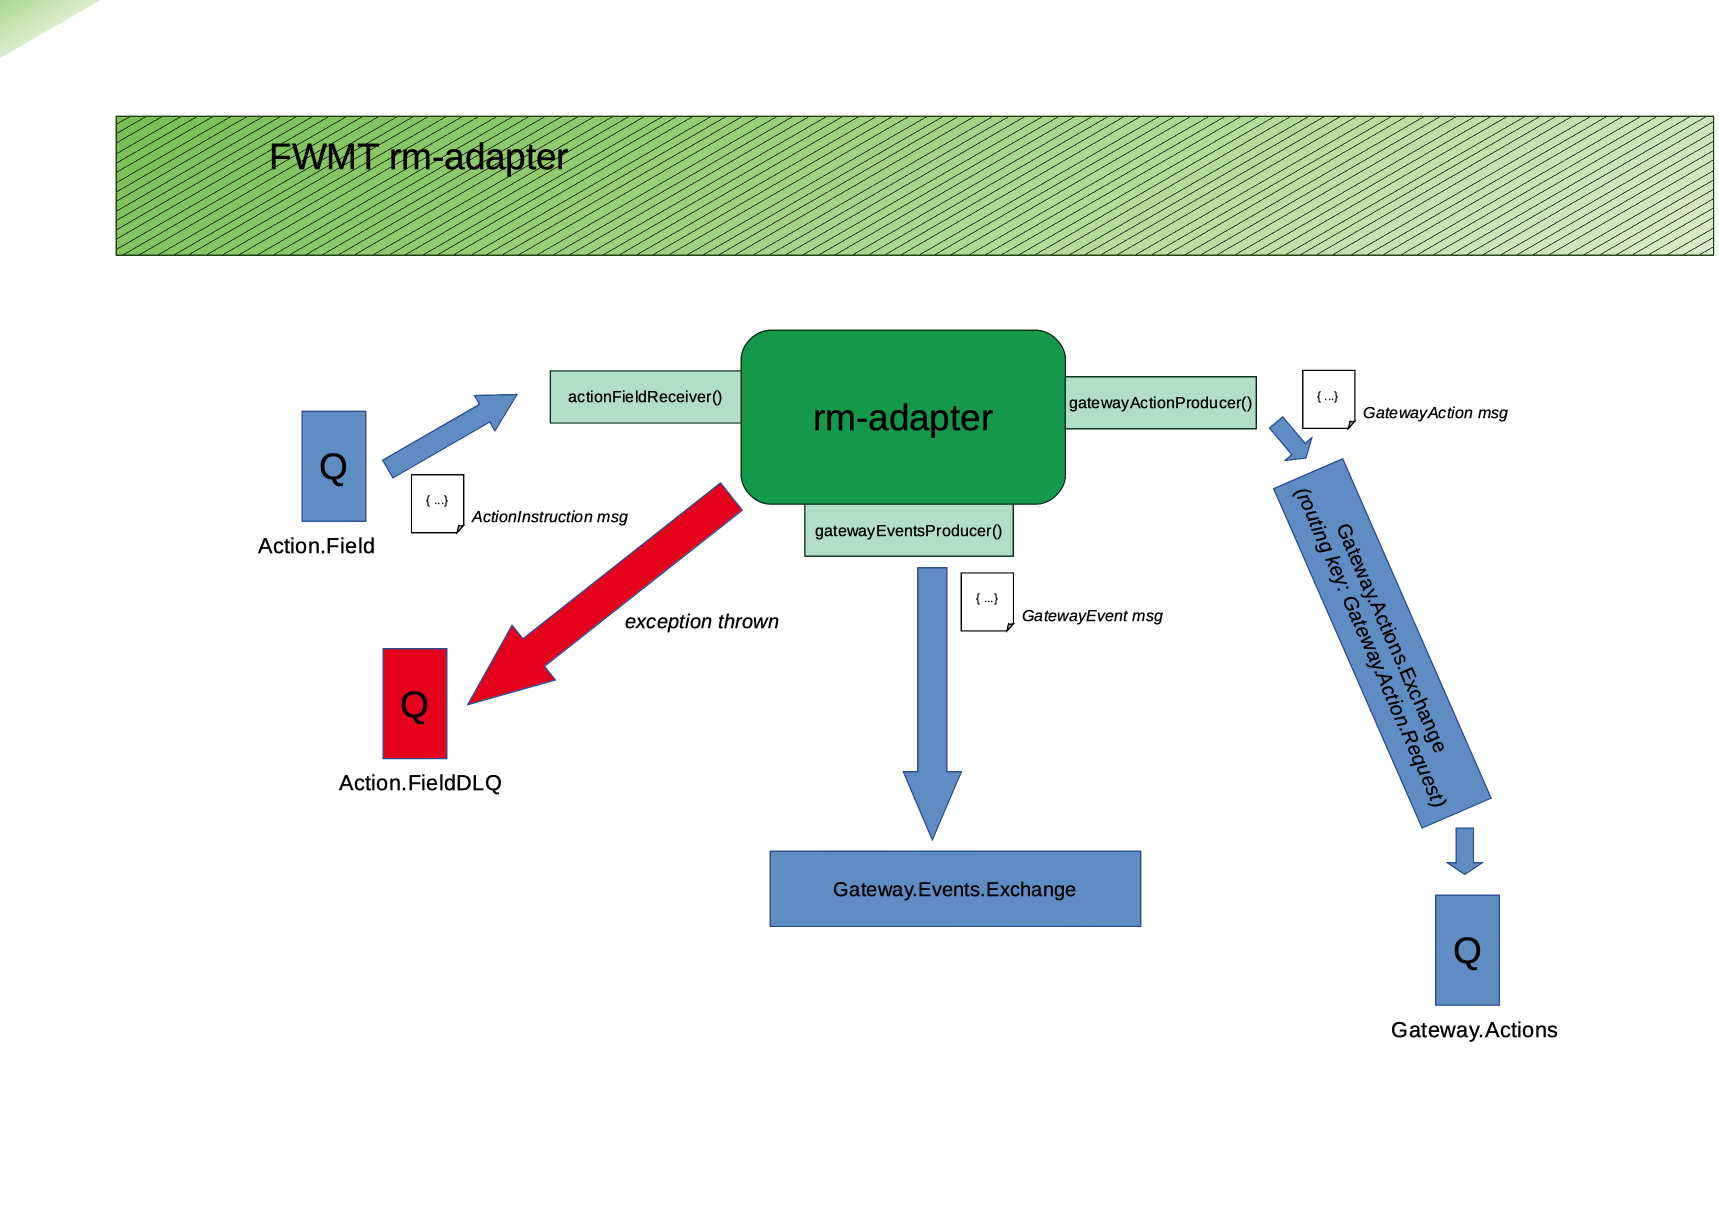 FWMT rm-adapter
actionFieldReceiver()
rm-adapter
gatewayActionProducer()
{ ...}
GatewayAction msg
Q
Action.Field
{ ...}
ActionInstruction msg
gatewayEventsProducer()
{ ...}
GatewayEvent msg
exception thrown
Gateway.Actions.Exchange
(routing key: Gateway.Action.Request)
Q
Action.FieldDLQ
Gateway.Events.Exchange
Q
Gateway.Actions